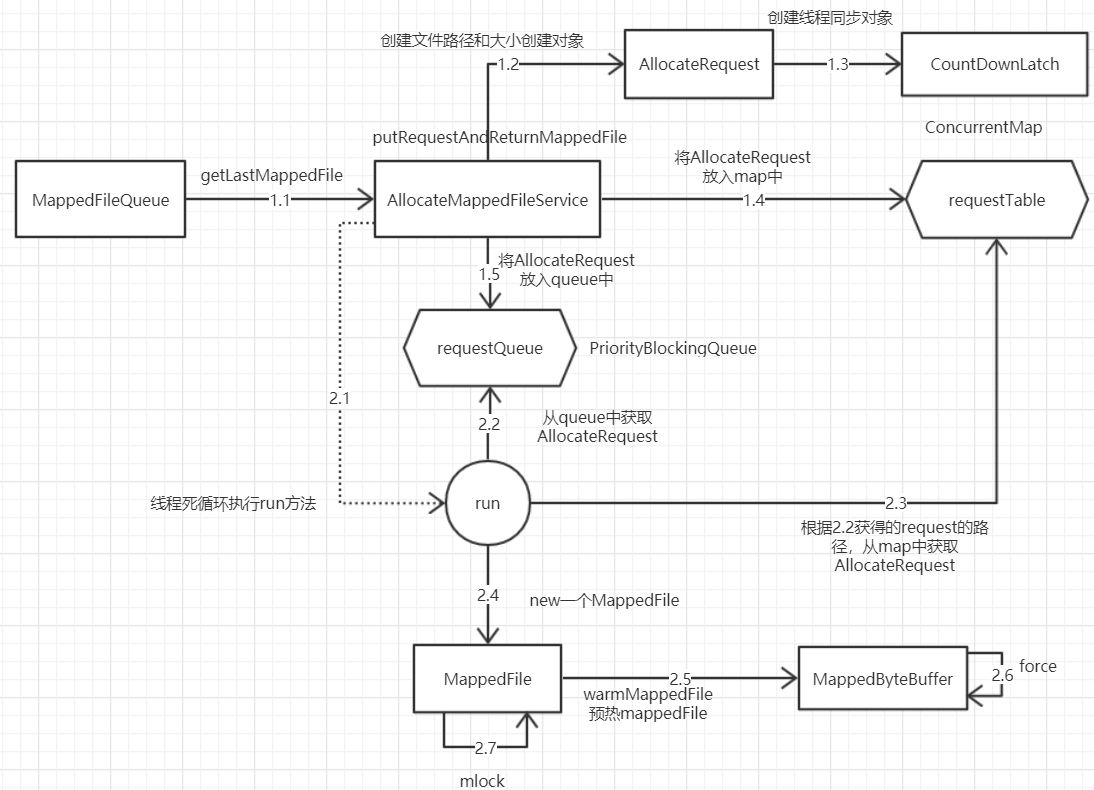 创建线程同步对象
创建文件路径和大小创建对象
1.2
AllocateRequest
1.3
CountDownLatch
putRequestAndReturnMappedFile
ConcurrentMap
MappedFileQueue
getLastMappedFile
1.1
AllocateMappedFileService
将AllocateRequest
放入map中
1.4
requestTable
1.5
将AllocateRequest
放入queue中
requestQueue
PriorityBlockingQueue
2.1
2.2
从queue中获取
AllocateRequest
线程死循环执行run方法
run
2.3
根据2.2获得的request的路
径，从map中获取
AllocateRequest
2.4
new一个MappedFile
MappedFile
2.5
warmMappedFile
预热mappedFile
MappedByteBuffer
2.6
force
2.7
mlock